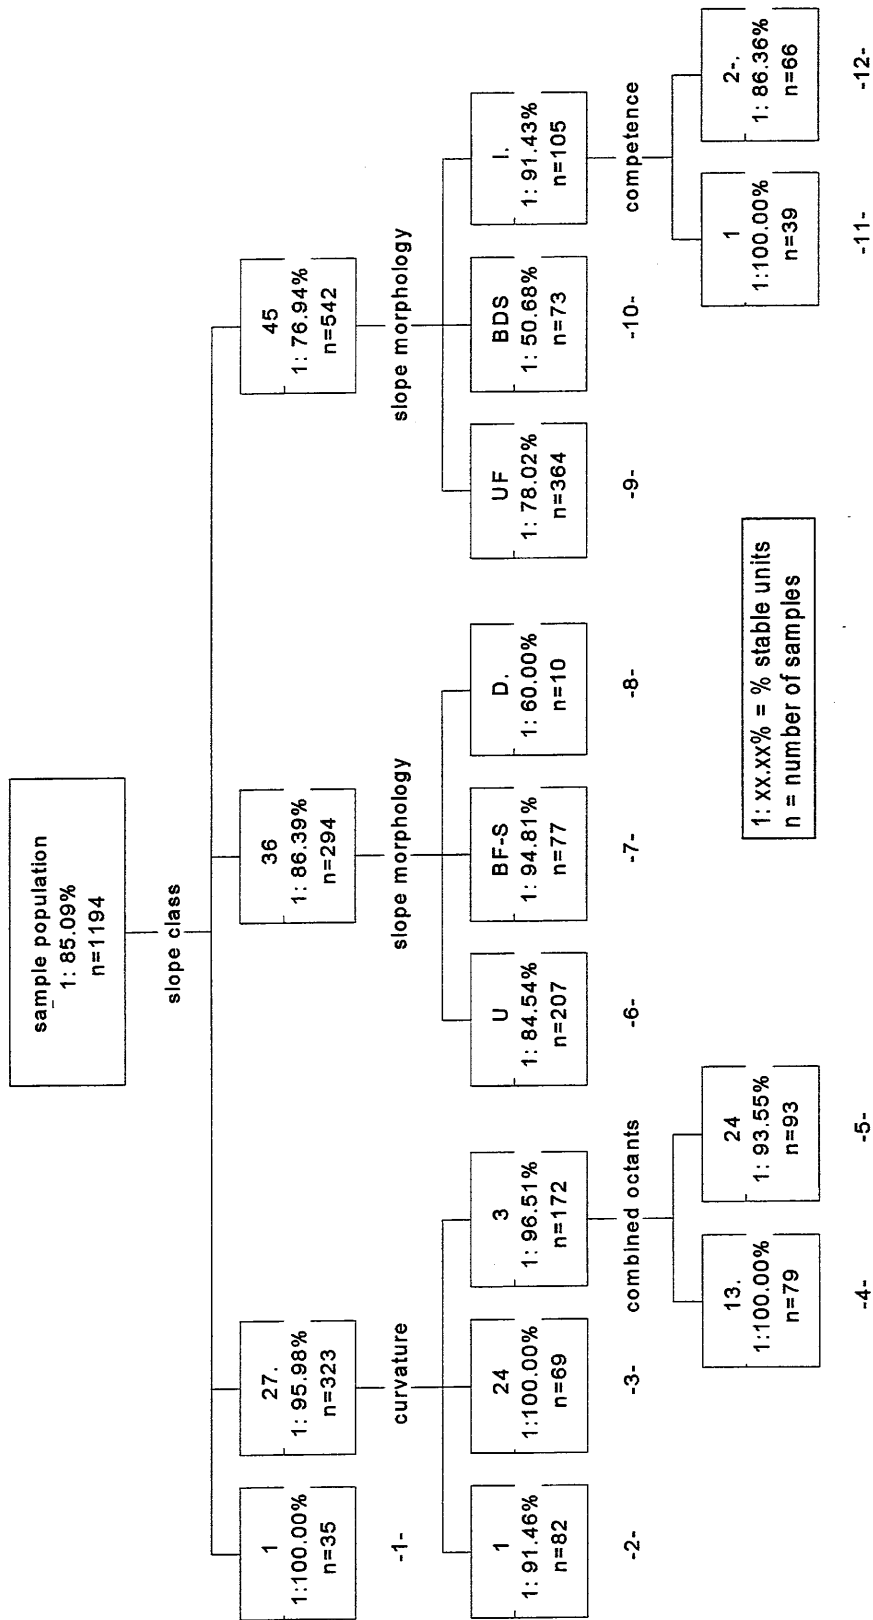 sample population
1: 85.09%
n=1194
slope class
1
1:100.00%
n=35
-1-
27.
1: 95.98%
n=323
36
1: 86.39%
n=294
45
1: 76.94%
n=542
curvature
slope morphology
slope morphology
1
1: 91.46%
n=82
-2-
24
1:100.00%
n=69
-3-
3
1: 96.51%
n=172
U
1: 84.54%
n=207
-6-
BF-S
1: 94.81%
n=77
-7-
D.
1: 60.00%
n=10
-8-
UF
1: 78.02%
n=364
-9-
BDS
1: 50.68%
n=73
-10-
I.
1: 91.43%
n=105
combined octants
competence
13.
1:100.00%
n=79
-4-
24
1: 93.55%
n=93
-5-
1
1:100.00%
n=39
-11-
2-.
1: 86.36%
n=66
-12-
1: xx.xx% = % stable units
n = number of samples